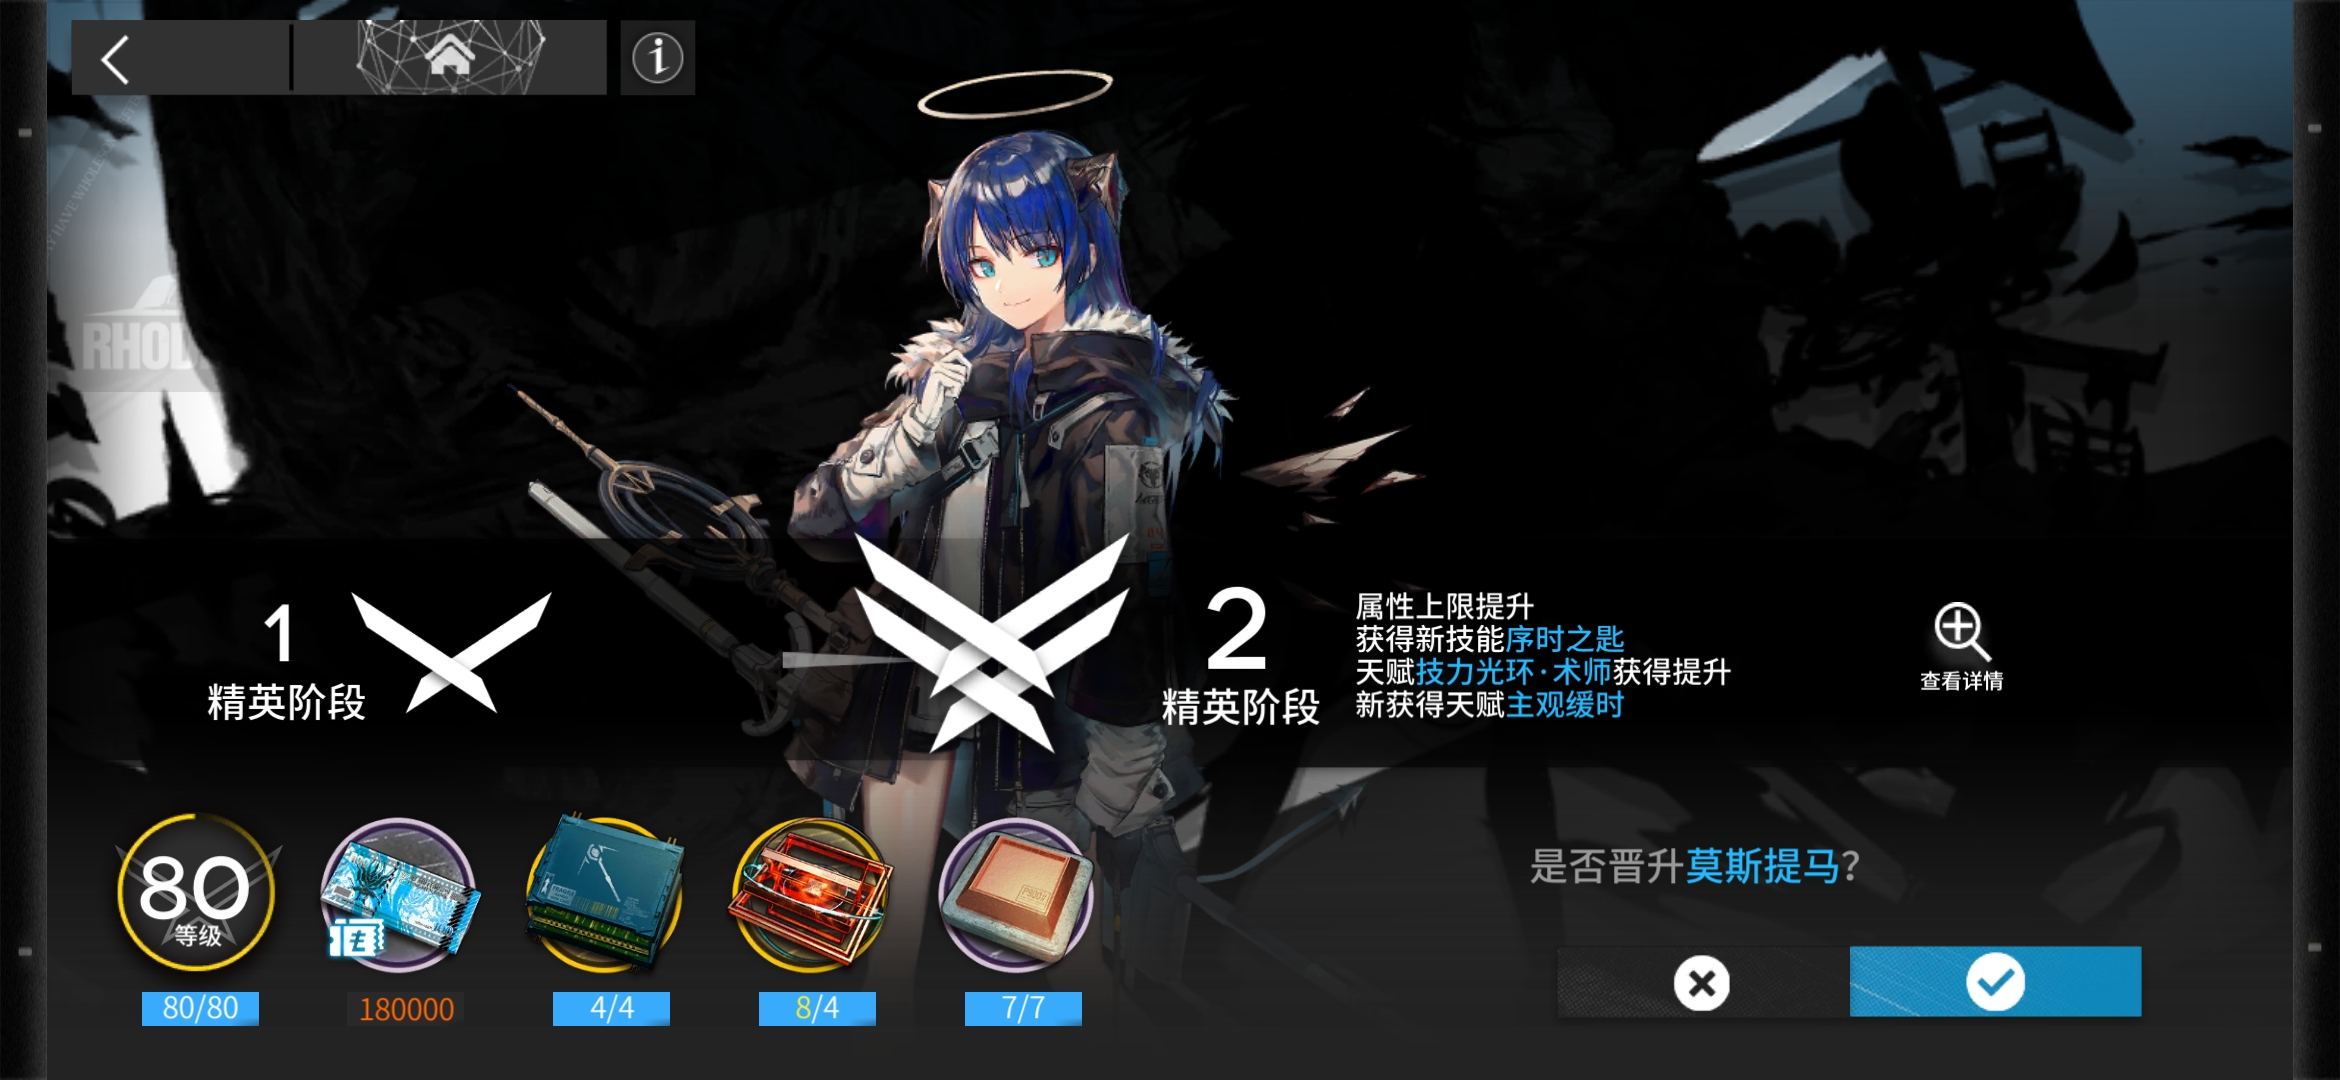 RHOD
1
精英阶段
2
精英阶段
属性上限提升
获得新技能序时之匙
天赋技力光环·术师获得提升
新获得天赋主观缓时
查看详情
80
等级
80/80
180000
4/4
8/4
7/7
是否晋升莫斯提马?